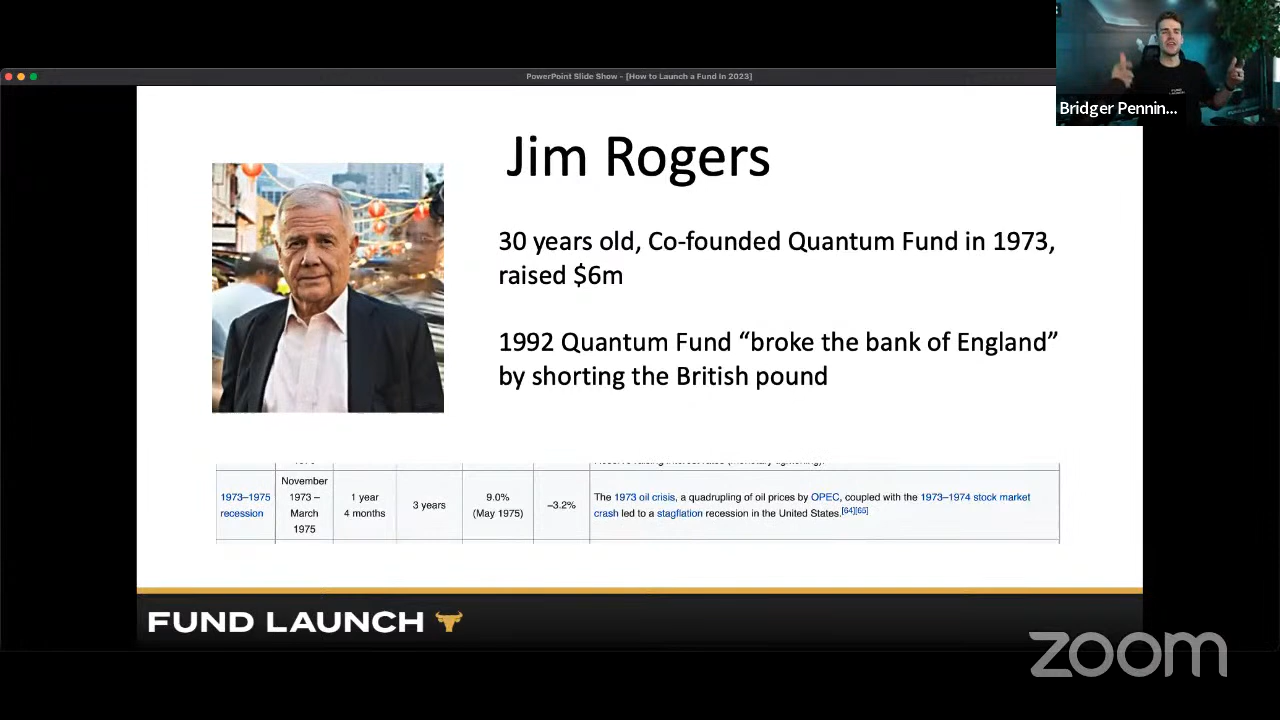 PowerPoint Slide Show - [How to Launch a Fund In 2023]
Bridger Pennin...
Jim Rogers
30 years old, Co-founded Quantum Fund in 1973,
raised $6m
1992 Quantum Fund “broke the bank of England”
by shorting the British pound
1973–1975
recession
November
1973 –
March
1975
1 year
4 months
3 years
9.0%
(May 1975)
–3.2%
The 1973 oil crisis, a quadrupling of oil prices by OPEC, coupled with the 1973–1974 stock market
crash led to a stagflation recession in the United States.[64][65]
FUND LAUNCH
zoom